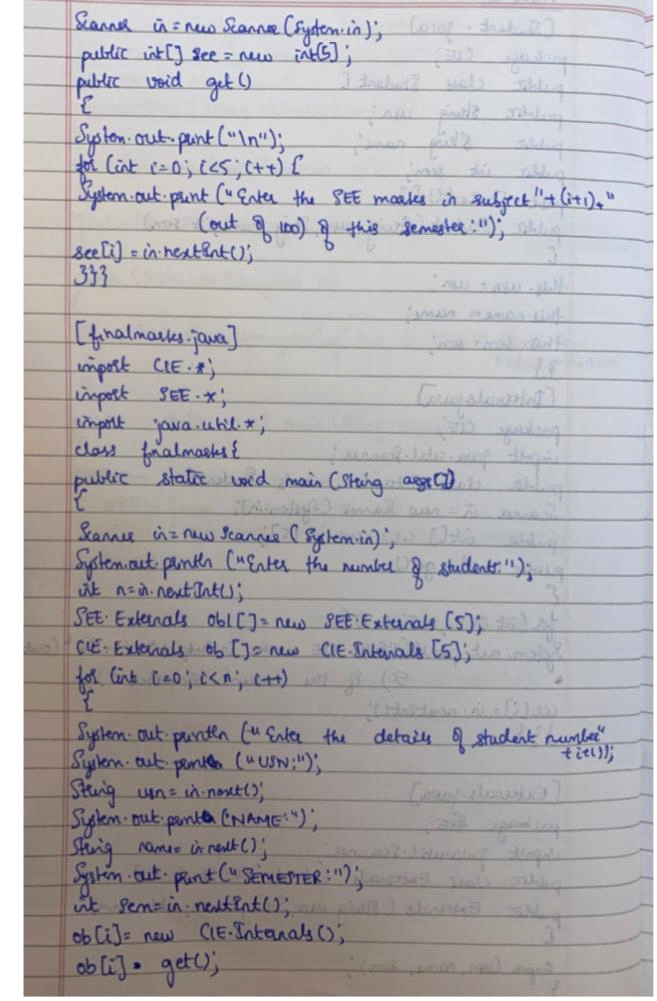 Scanner in = new Scanner (System.in);
public int[] see = new int[5];
public void get()
{
System.out.print("\n");
for (int i=0; i<5; i++) {
System.out.print ("Enter the SEE marks in subject"+(i+1)+"
(out of 100) of this semester:");
see[i] = in.nextInt();
}}}
[finalmarks.java]
import CIE.*;
import SEE.*;
import java.util.*;
class finalmarks {
public static void main (String args[])
{
Scanner in = new Scanner (System.in);
System.out.println ("Enter the number of students:");
int n = in.nextInt();
SEE.Externals ob1[] = new SEE.Externals [5];
CIE.Externals ob[] = new CIE.Internals [5];
for (int i=0; i<n; i++)
{
System.out.println ("Enter the details of student number"
+i+1));
System.out.print ("USN:");
String usn = in.next();
System.out.print ("NAME:");
String name = in.next();
System.out.print ("SEMESTER:");
int sem = in.nextInt();
ob[i] = new CIE.Internals();
ob[i]. get();